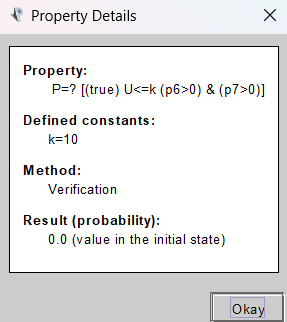 Property Details
Property:
P=? [(true) U<=k (p6>0) & (p7>0)]
Defined constants:
k=10
Method:
Verification
Result (probability):
0.0 (value in the initial state)
Okay